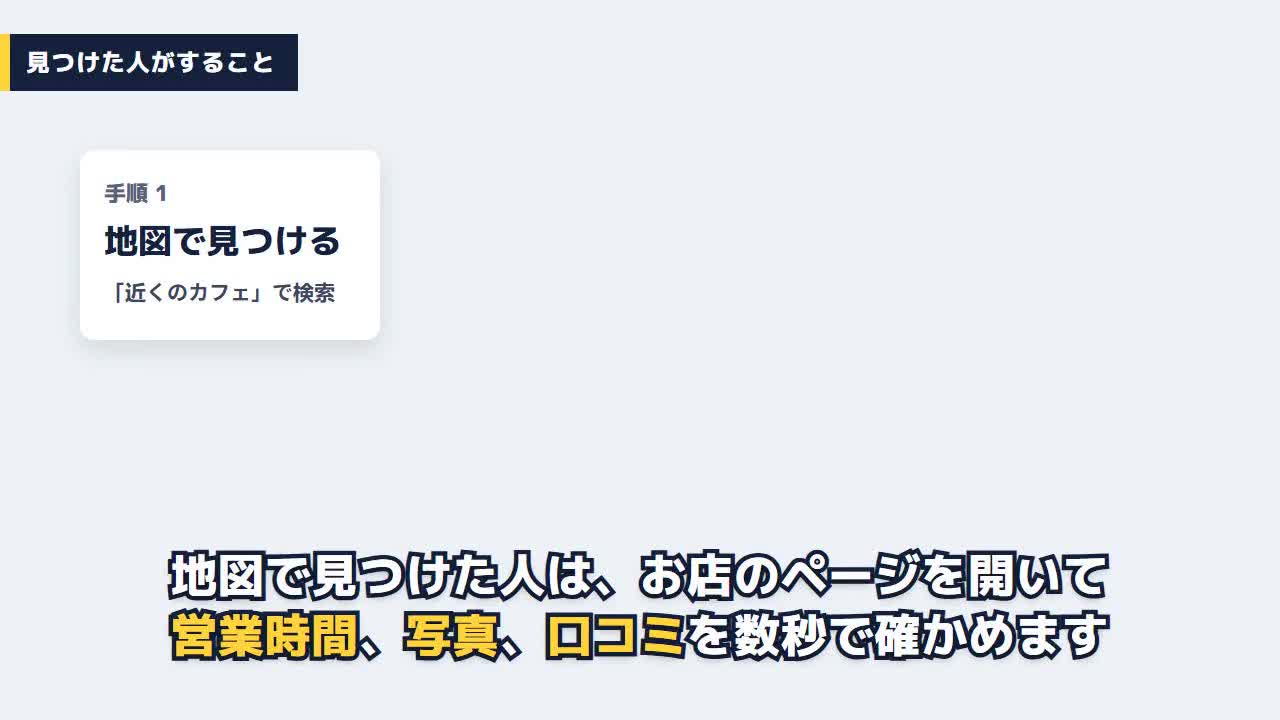 見つけた人がすること
手順 1
地図で見つける
「近くのカフェ」で検索
地図で見つけた人は、お店のページを開いて
営業時間、写真、口コミを数秒で確かめます